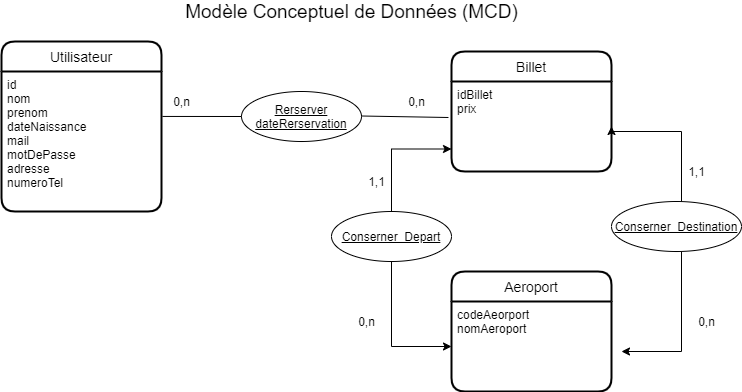 Modèle Conceptuel de Données (MCD)
Utilisateur
id
nom
prenom
dateNaissance
mail
motDePasse
adresse
numeroTel
0,n
Rerserver
dateRerservation
0,n
Billet
idBillet
prix
1,1
1,1
Conserner_Depart
Conserner_Destination
0,n
0,n
Aeroport
codeAeorport
nomAeroport